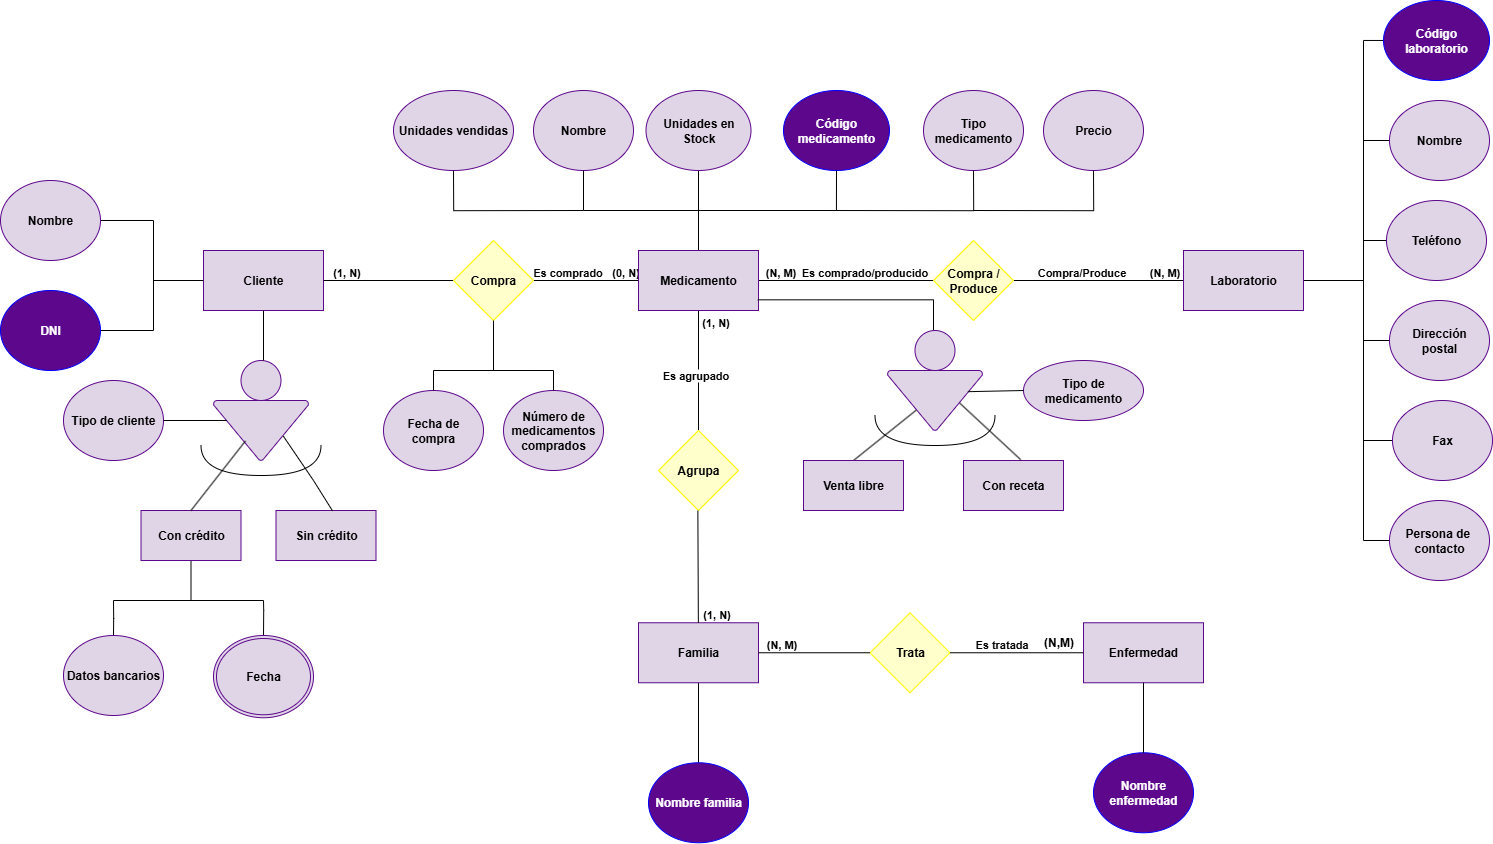 Código
laboratorio
Unidades vendidas
Nombre
Unidades en
Stock
Código
medicamento
Tipo
medicamento
Precio
Nombre
Nombre
Teléfono
Cliente
(1, N)
Compra
Es comprado
(0, N)
Medicamento
(N, M)
Es comprado/producido
Compra /
Produce
Compra/Produce
(N, M)
Laboratorio
DNI
(1, N)
Dirección
postal
Es agrupado
Tipo de
medicamento
Tipo de cliente
Fecha de
compra
Número de
medicamentos
comprados
Fax
Agrupa
Venta libre
Con receta
Con crédito
Sin crédito
Persona de
contacto
(1, N)
Familia
(N, M)
Trata
Es tratada
(N,M)
Enfermedad
Datos bancarios
Fecha
Nombre familia
Nombre
enfermedad